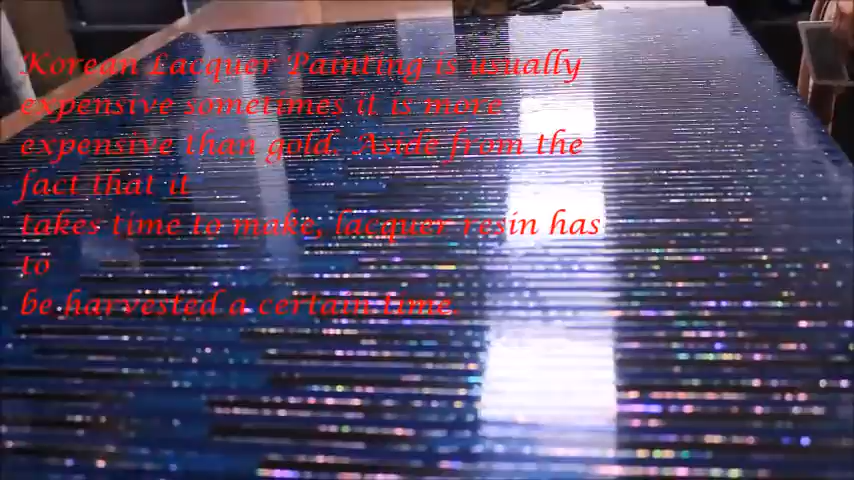 Korean Lacquer Painting is usually
expensive sometimes it is more
expensive than gold. Aside from the
fact that it
takes time to make, lacquer resin has
to
be harvested a certain time.